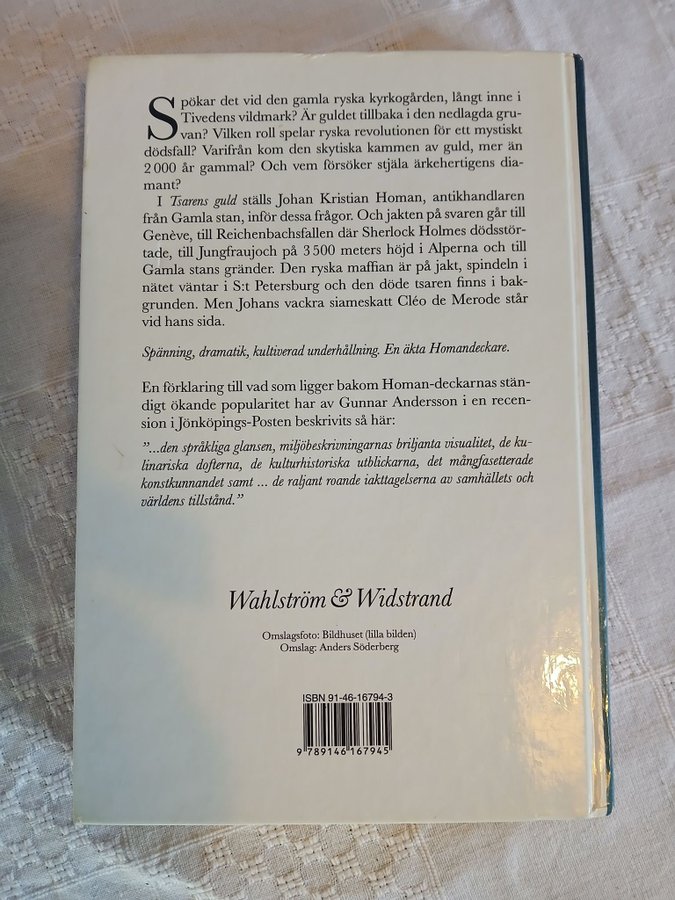 Spökar det vid den gamla ryska kyrkogården, långt inne i
Tivedens vildmark? Är guldet tillbaka i den nedlagda gru-
van? Vilken roll spelar ryska revolutionen för ett mystiskt
dödsfall? Varifrån kom den skytiska kammen av guld, mer än
2 000 år gammal? Och vem försöker stjäla ärkehertigens dia-
mant?
I Tsarens guld ställs Johan Kristian Homan, antikhandlaren
från Gamla stan, inför dessa frågor. Och jakten på svaren går till
Genève, till Reichenbachsfallen där Sherlock Holmes dödsstör-
tade, till Jungfraujoch på 3 500 meters höjd i Alperna och till
Gamla stans gränder. Den ryska maffian är på jakt, spindeln i
nätet väntar i S:t Petersburg och den döde tsaren finns i bak-
grunden. Men Johans vackra siameskatt Cléo de Merode står
vid hans sida.
Spänning, dramatik, kultiverad underhållning. En äkta Homandeckare.
En förklaring till vad som ligger bakom Homan-deckarnas stän-
digt ökande popularitet har av Gunnar Andersson i en recen-
sion i Jönköpings-Posten beskrivits så här:
”...den språkliga glansen, miljöbeskrivningarnas briljanta visualitet, de ku-
linariska dofterna, de kulturhistoriska utblickarna, det mångfasetterade
konstkunnandet samt ... de raljant roande iakttagelserna av samhällets och
världens tillstånd.”
Wahlström & Widstrand
Omslagsfoto: Bildhuset (lilla bilden)
Omslag: Anders Söderberg
ISBN 91-46-16794-3
9 789146 167945